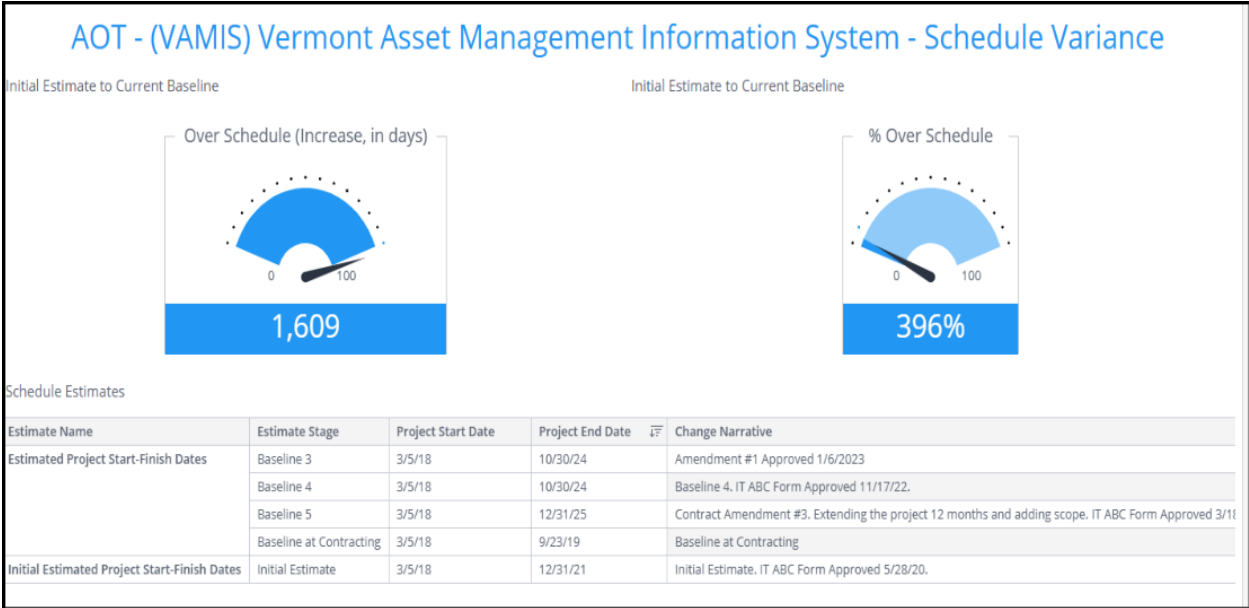 AOT - (VAMIS) Vermont Asset Management Information System - Schedule Variance
Initial Estimate to Current Baseline
Initial Estimate to Current Baseline
Over Schedule (Increase, in days)
0 100
1,609
% Over Schedule
0 100
396%
Schedule Estimates
Estimate Name Estimate Stage Project Start Date Project End Date Change Narrative
Estimated Project Start-Finish Dates Baseline 3 3/5/18 10/30/24 Amendment #1 Approved 1/6/2023
Baseline 4 3/5/18 10/30/24 Baseline 4. IT ABC Form Approved 11/17/22.
Baseline 5 3/5/18 12/31/25 Contract Amendment #3. Extending the project 12 months and adding scope. IT ABC Form Approved 3/18
Baseline at Contracting 3/5/18 9/23/19 Baseline at Contracting
Initial Estimated Project Start-Finish Dates Initial Estimate 3/5/18 12/31/21 Initial Estimate. IT ABC Form Approved 5/28/20.